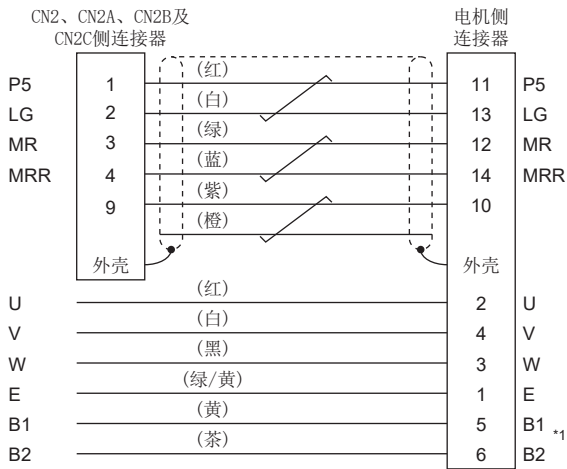 CN2、CN2A、CN2B及
CN2C侧连接器
电机侧
连接器
P5 1 (红) 11 P5
LG 2 (白) 13 LG
MR 3 (绿) 12 MR
MRR 4 (蓝) 14 MRR
9 (紫) 10
(橙)
外壳 外壳
U (红) 2 U
V (白) 4 V
W (黑) 3 W
E (绿/黄) 1 E
B1 (黄) 5 B1 *1
B2 (茶) 6 B2